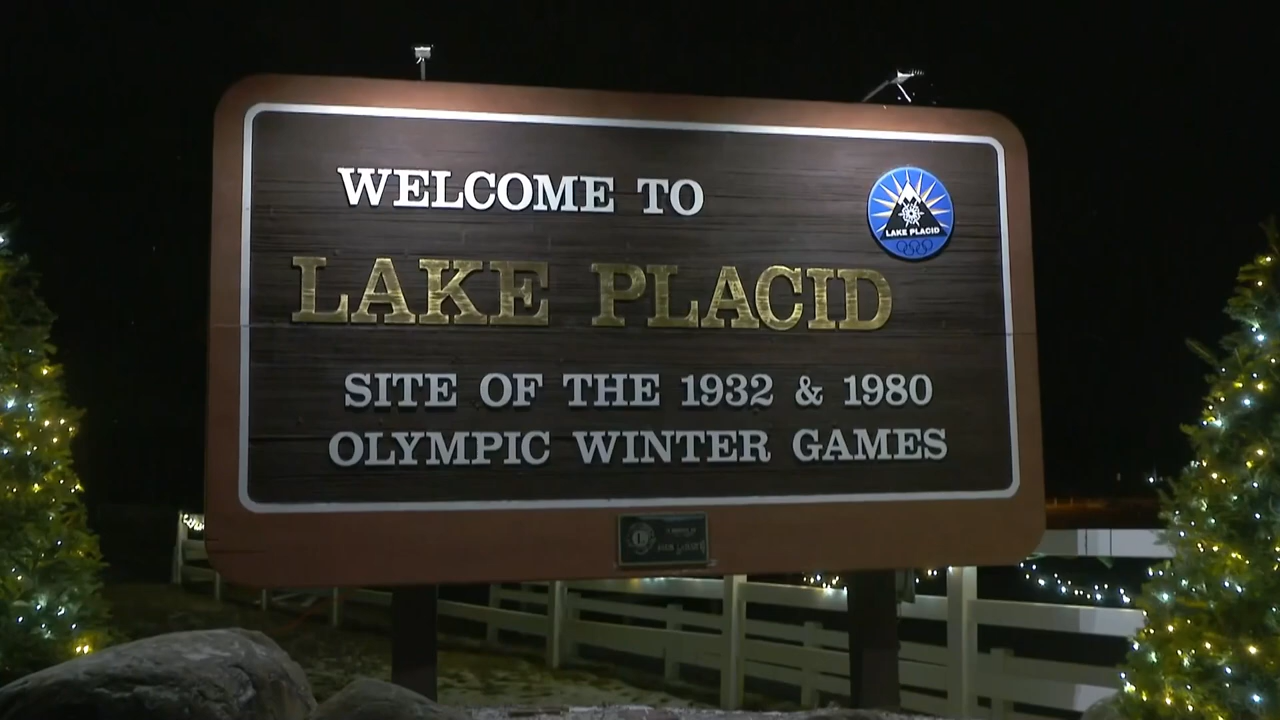 WELCOME TO
LAKE PLACID
LAKE PLACID
SITE OF THE 1932 & 1980
OLYMPIC WINTER GAMES
L